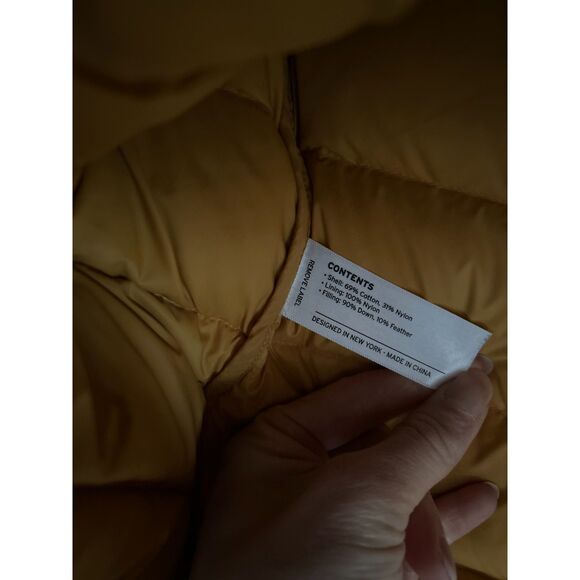 CONTENTS
• Shell: 69% Cotton, 31% Nylon
• Lining: 100% Nylon
• Filling: 90% Down, 10% Feather
DESIGNED IN NEW YORK - MADE IN CHINA
REMOVE LABEL